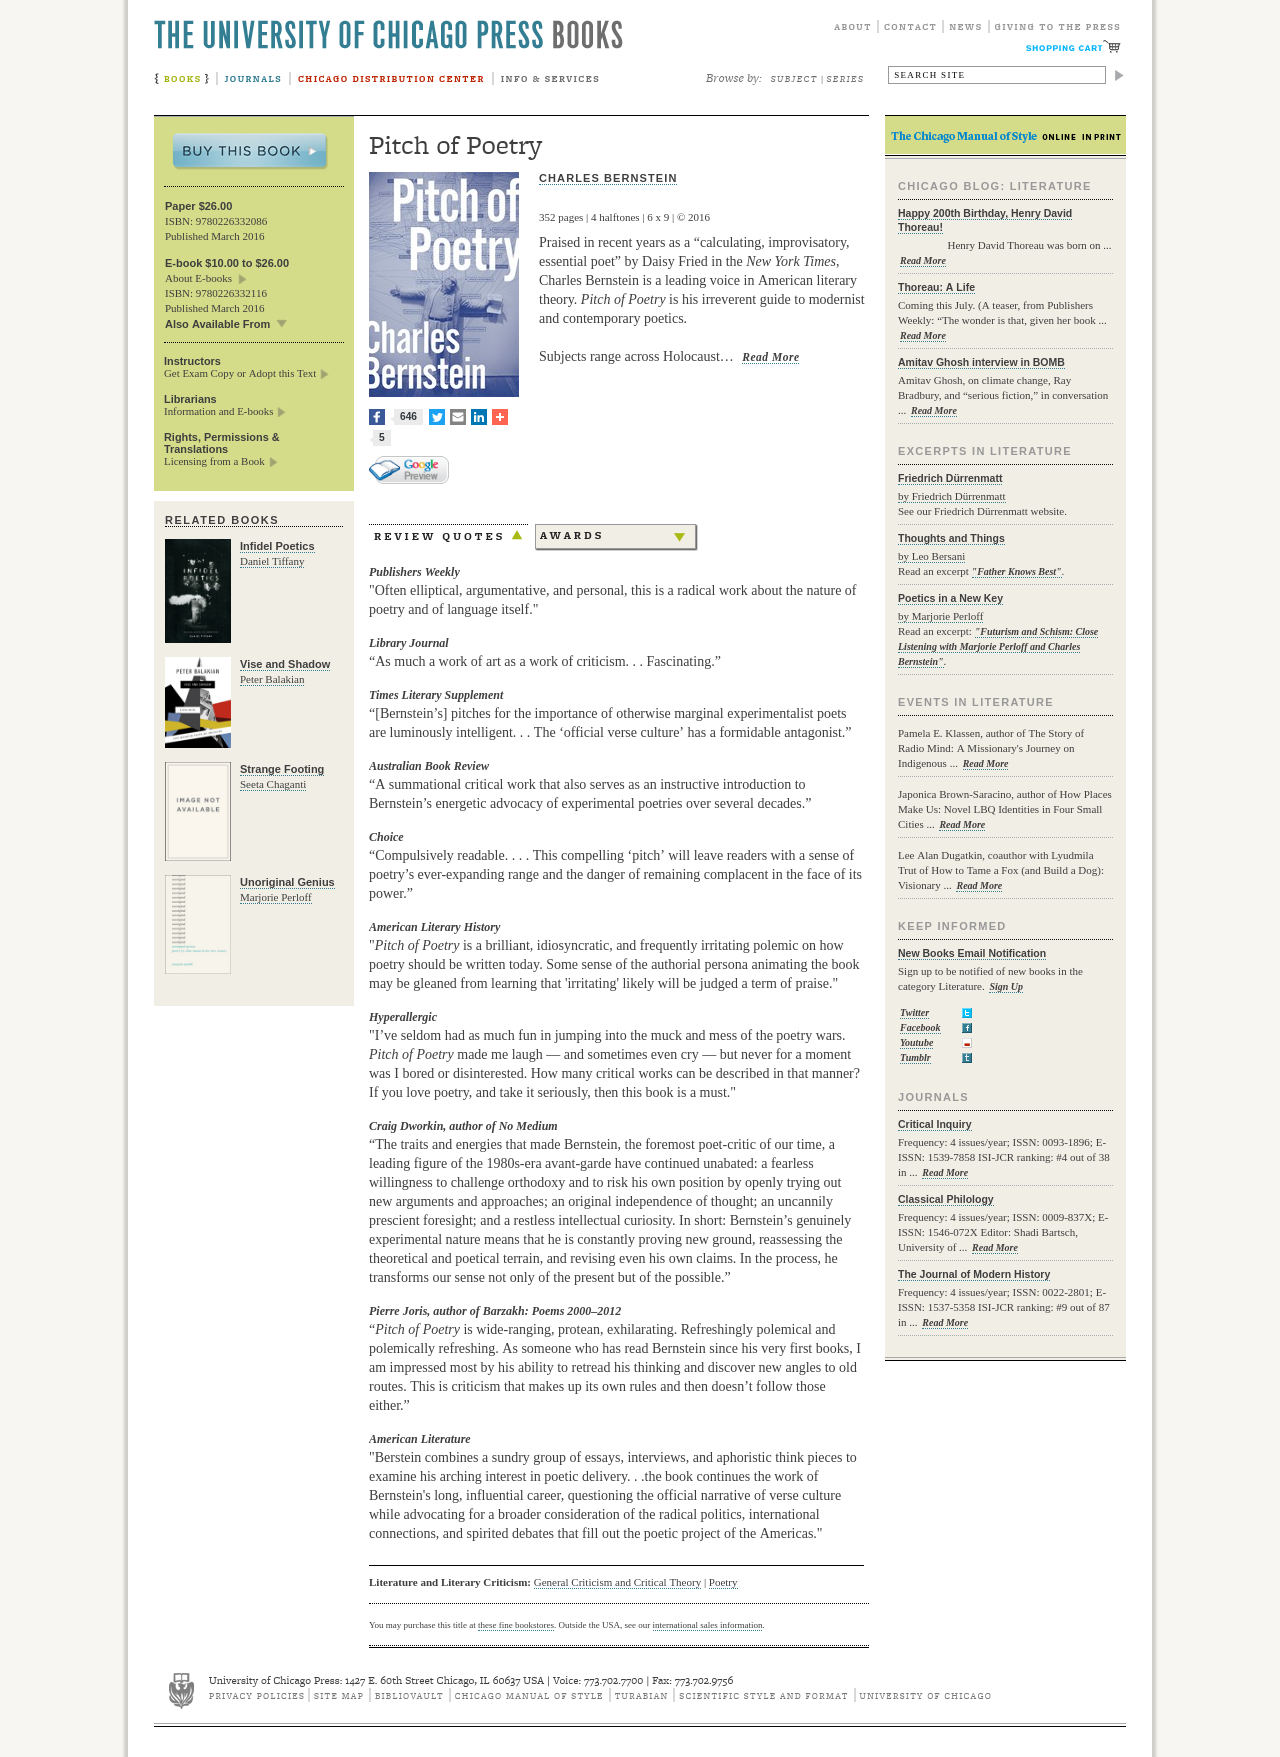 THE UNIVERSITY OF CHICAGO PRESS BOOKS
ABOUT | CONTACT | NEWS | GIVING TO THE PRESS
SHOPPING CART
{ BOOKS } | JOURNALS | CHICAGO DISTRIBUTION CENTER | INFO & SERVICES
Browse by: SUBJECT | SERIES
SEARCH SITE
BUY THIS BOOK
Paper $26.00
ISBN: 9780226332086
Published March 2016
E-book $10.00 to $26.00
About E-books
ISBN: 9780226332116
Published March 2016
Also Available From
Instructors
Get Exam Copy or Adopt this Text
Librarians
Information and E-books
Rights, Permissions &
Translations
Licensing from a Book
RELATED BOOKS
INFIDEL
POETICS
Infidel Poetics
Daniel Tiffany
PETER BALAKIAN
Vise and Shadow
Peter Balakian
IMAGE NOT
AVAILABLE
Strange Footing
Seeta Chaganti
Unoriginal Genius
Marjorie Perloff
Pitch of Poetry
Pitch of
Poetry
Charles
Bernstein
CHARLES BERNSTEIN
352 pages | 4 halftones | 6 x 9 | © 2016
Praised in recent years as a “calculating, improvisatory,
essential poet” by Daisy Fried in the New York Times,
Charles Bernstein is a leading voice in American literary
theory. Pitch of Poetry is his irreverent guide to modernist
and contemporary poetics.
Subjects range across Holocaust… Read More
646
5
Google
Preview
REVIEW QUOTES
AWARDS
Publishers Weekly
"Often elliptical, argumentative, and personal, this is a radical work about the nature of
poetry and of language itself."
Library Journal
“As much a work of art as a work of criticism. . . Fascinating.”
Times Literary Supplement
“[Bernstein’s] pitches for the importance of otherwise marginal experimentalist poets
are luminously intelligent. . . The ‘official verse culture’ has a formidable antagonist.”
Australian Book Review
“A summational critical work that also serves as an instructive introduction to
Bernstein’s energetic advocacy of experimental poetries over several decades.”
Choice
“Compulsively readable. . . . This compelling ‘pitch’ will leave readers with a sense of
poetry’s ever-expanding range and the danger of remaining complacent in the face of its
power.”
American Literary History
"Pitch of Poetry is a brilliant, idiosyncratic, and frequently irritating polemic on how
poetry should be written today. Some sense of the authorial persona animating the book
may be gleaned from learning that 'irritating' likely will be judged a term of praise."
Hyperallergic
"I’ve seldom had as much fun in jumping into the muck and mess of the poetry wars.
Pitch of Poetry made me laugh — and sometimes even cry — but never for a moment
was I bored or disinterested. How many critical works can be described in that manner?
If you love poetry, and take it seriously, then this book is a must."
Craig Dworkin, author of No Medium
“The traits and energies that made Bernstein, the foremost poet-critic of our time, a
leading figure of the 1980s-era avant-garde have continued unabated: a fearless
willingness to challenge orthodoxy and to risk his own position by openly trying out
new arguments and approaches; an original independence of thought; an uncannily
prescient foresight; and a restless intellectual curiosity. In short: Bernstein’s genuinely
experimental nature means that he is constantly proving new ground, reassessing the
theoretical and poetical terrain, and revising even his own claims. In the process, he
transforms our sense not only of the present but of the possible.”
Pierre Joris, author of Barzakh: Poems 2000–2012
“Pitch of Poetry is wide-ranging, protean, exhilarating. Refreshingly polemical and
polemically refreshing. As someone who has read Bernstein since his very first books, I
am impressed most by his ability to retread his thinking and discover new angles to old
routes. This is criticism that makes up its own rules and then doesn’t follow those
either.”
American Literature
"Berstein combines a sundry group of essays, interviews, and aphoristic think pieces to
examine his arching interest in poetic delivery. . .the book continues the work of
Bernstein's long, influential career, questioning the official narrative of verse culture
while advocating for a broader consideration of the radical politics, international
connections, and spirited debates that fill out the poetic project of the Americas."
Literature and Literary Criticism: General Criticism and Critical Theory | Poetry
You may purchase this title at these fine bookstores. Outside the USA, see our international sales information.
The Chicago Manual of Style ONLINE IN PRINT
CHICAGO BLOG: LITERATURE
Happy 200th Birthday, Henry David
Thoreau!
Henry David Thoreau was born on ...
Read More
Thoreau: A Life
Coming this July. (A teaser, from Publishers
Weekly: “The wonder is that, given her book ...
Read More
Amitav Ghosh interview in BOMB
Amitav Ghosh, on climate change, Ray
Bradbury, and “serious fiction,” in conversation
... Read More
EXCERPTS IN LITERATURE
Friedrich Dürrenmatt
by Friedrich Dürrenmatt
See our Friedrich Dürrenmatt website.
Thoughts and Things
by Leo Bersani
Read an excerpt "Father Knows Best".
Poetics in a New Key
by Marjorie Perloff
Read an excerpt: "Futurism and Schism: Close
Listening with Marjorie Perloff and Charles
Bernstein".
EVENTS IN LITERATURE
Pamela E. Klassen, author of The Story of
Radio Mind: A Missionary's Journey on
Indigenous ... Read More
Japonica Brown-Saracino, author of How Places
Make Us: Novel LBQ Identities in Four Small
Cities ... Read More
Lee Alan Dugatkin, coauthor with Lyudmila
Trut of How to Tame a Fox (and Build a Dog):
Visionary ... Read More
KEEP INFORMED
New Books Email Notification
Sign up to be notified of new books in the
category Literature. Sign Up
Twitter
Facebook
Youtube
Tumblr
JOURNALS
Critical Inquiry
Frequency: 4 issues/year; ISSN: 0093-1896; E-
ISSN: 1539-7858 ISI-JCR ranking: #4 out of 38
in ... Read More
Classical Philology
Frequency: 4 issues/year; ISSN: 0009-837X; E-
ISSN: 1546-072X Editor: Shadi Bartsch,
University of ... Read More
The Journal of Modern History
Frequency: 4 issues/year; ISSN: 0022-2801; E-
ISSN: 1537-5358 ISI-JCR ranking: #9 out of 87
in ... Read More
University of Chicago Press: 1427 E. 60th Street Chicago, IL 60637 USA | Voice: 773.702.7700 | Fax: 773.702.9756
PRIVACY POLICIES | SITE MAP | BIBLIOVAULT | CHICAGO MANUAL OF STYLE | TURABIAN | SCIENTIFIC STYLE AND FORMAT | UNIVERSITY OF CHICAGO